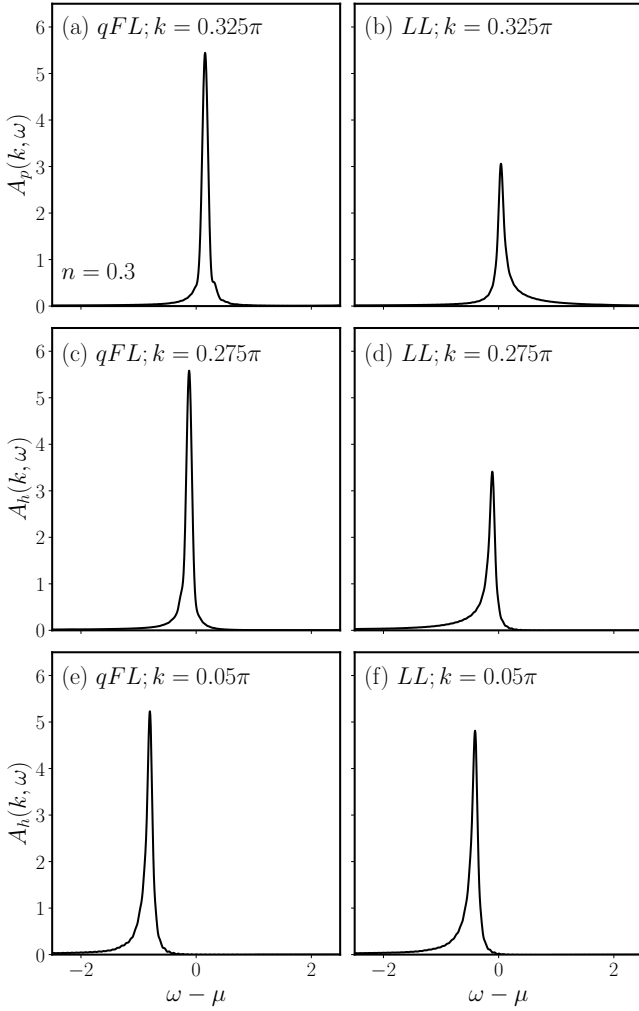 (a) qFL; k = 0.325π
(b) LL; k = 0.325π
6
5
4
3
2
1
0
A_p(k, ω)
n = 0.3
(c) qFL; k = 0.275π
(d) LL; k = 0.275π
6
5
4
3
2
1
0
A_h(k, ω)
(e) qFL; k = 0.05π
(f) LL; k = 0.05π
6
5
4
3
2
1
0
A_h(k, ω)
−2 0 2
−2 0 2
ω − μ
ω − μ